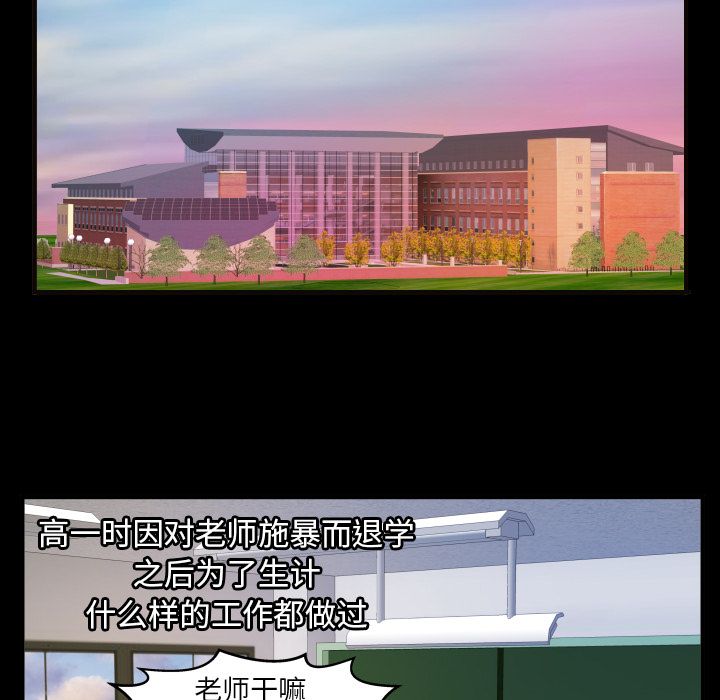 高一时因对老师施暴而退学
之后为了生计
什么样的工作都做过
老师干嘛